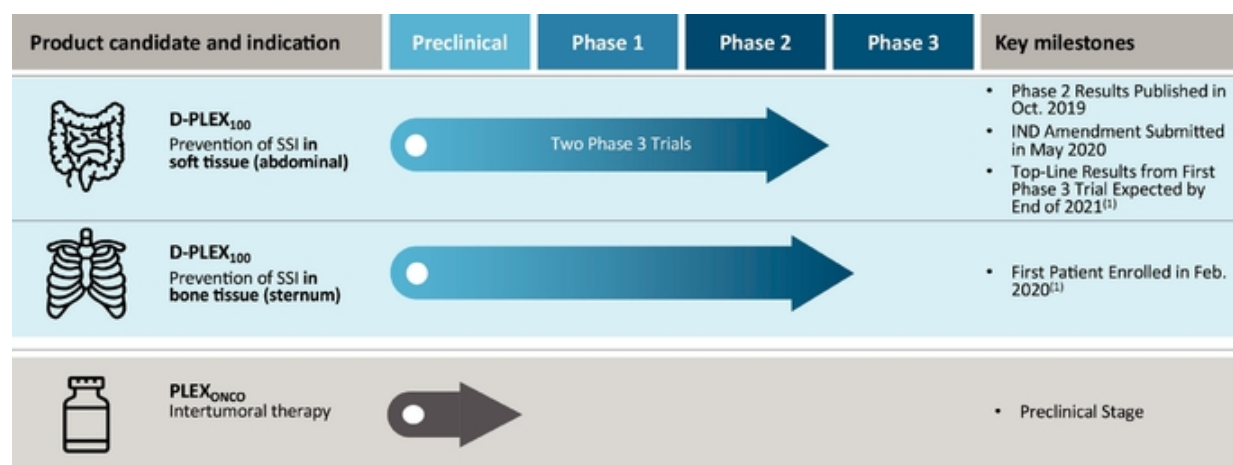 Product candidate and indication
Preclinical
Phase 1
Phase 2
Phase 3
Key milestones
D-PLEX100
Prevention of SSI in
soft tissue (abdominal)
Two Phase 3 Trials
• Phase 2 Results Published in
Oct. 2019
• IND Amendment Submitted
in May 2020
• Top-Line Results from First
Phase 3 Trial Expected by
End of 2021(1)
D-PLEX100
Prevention of SSI in
bone tissue (sternum)
• First Patient Enrolled in Feb.
2020(1)
PLEXONCO
Intertumoral therapy
• Preclinical Stage